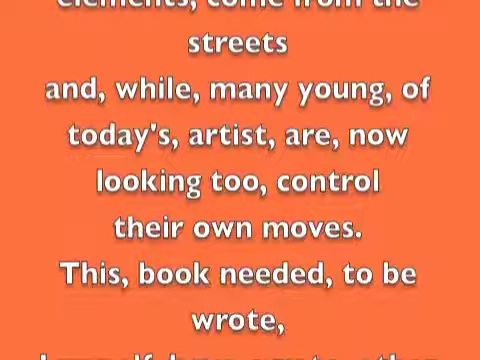 elements, come from the
streets
and, while, many young, of
today's, artist, are, now
looking too, control
their own moves.
This, book needed, to be
wrote,